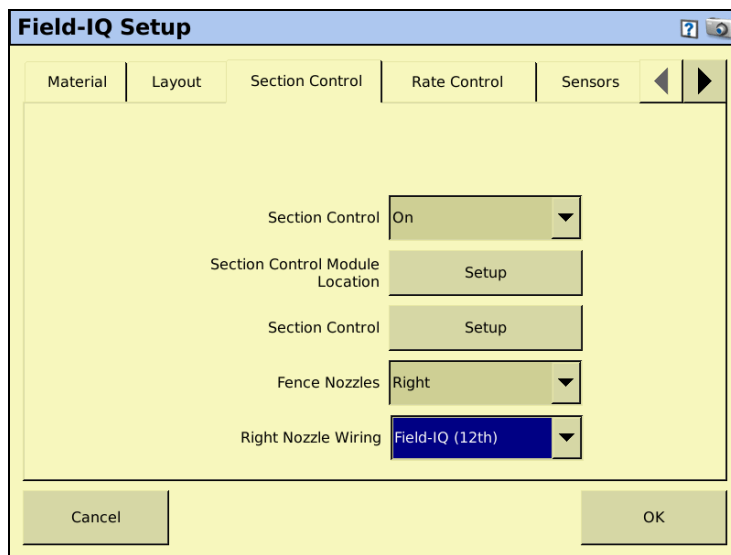 Field-IQ Setup
?
Material Layout Section Control Rate Control Sensors
Section Control On
Section Control Module
Location Setup
Section Control Setup
Fence Nozzles Right
Right Nozzle Wiring Field-IQ (12th)
Cancel OK